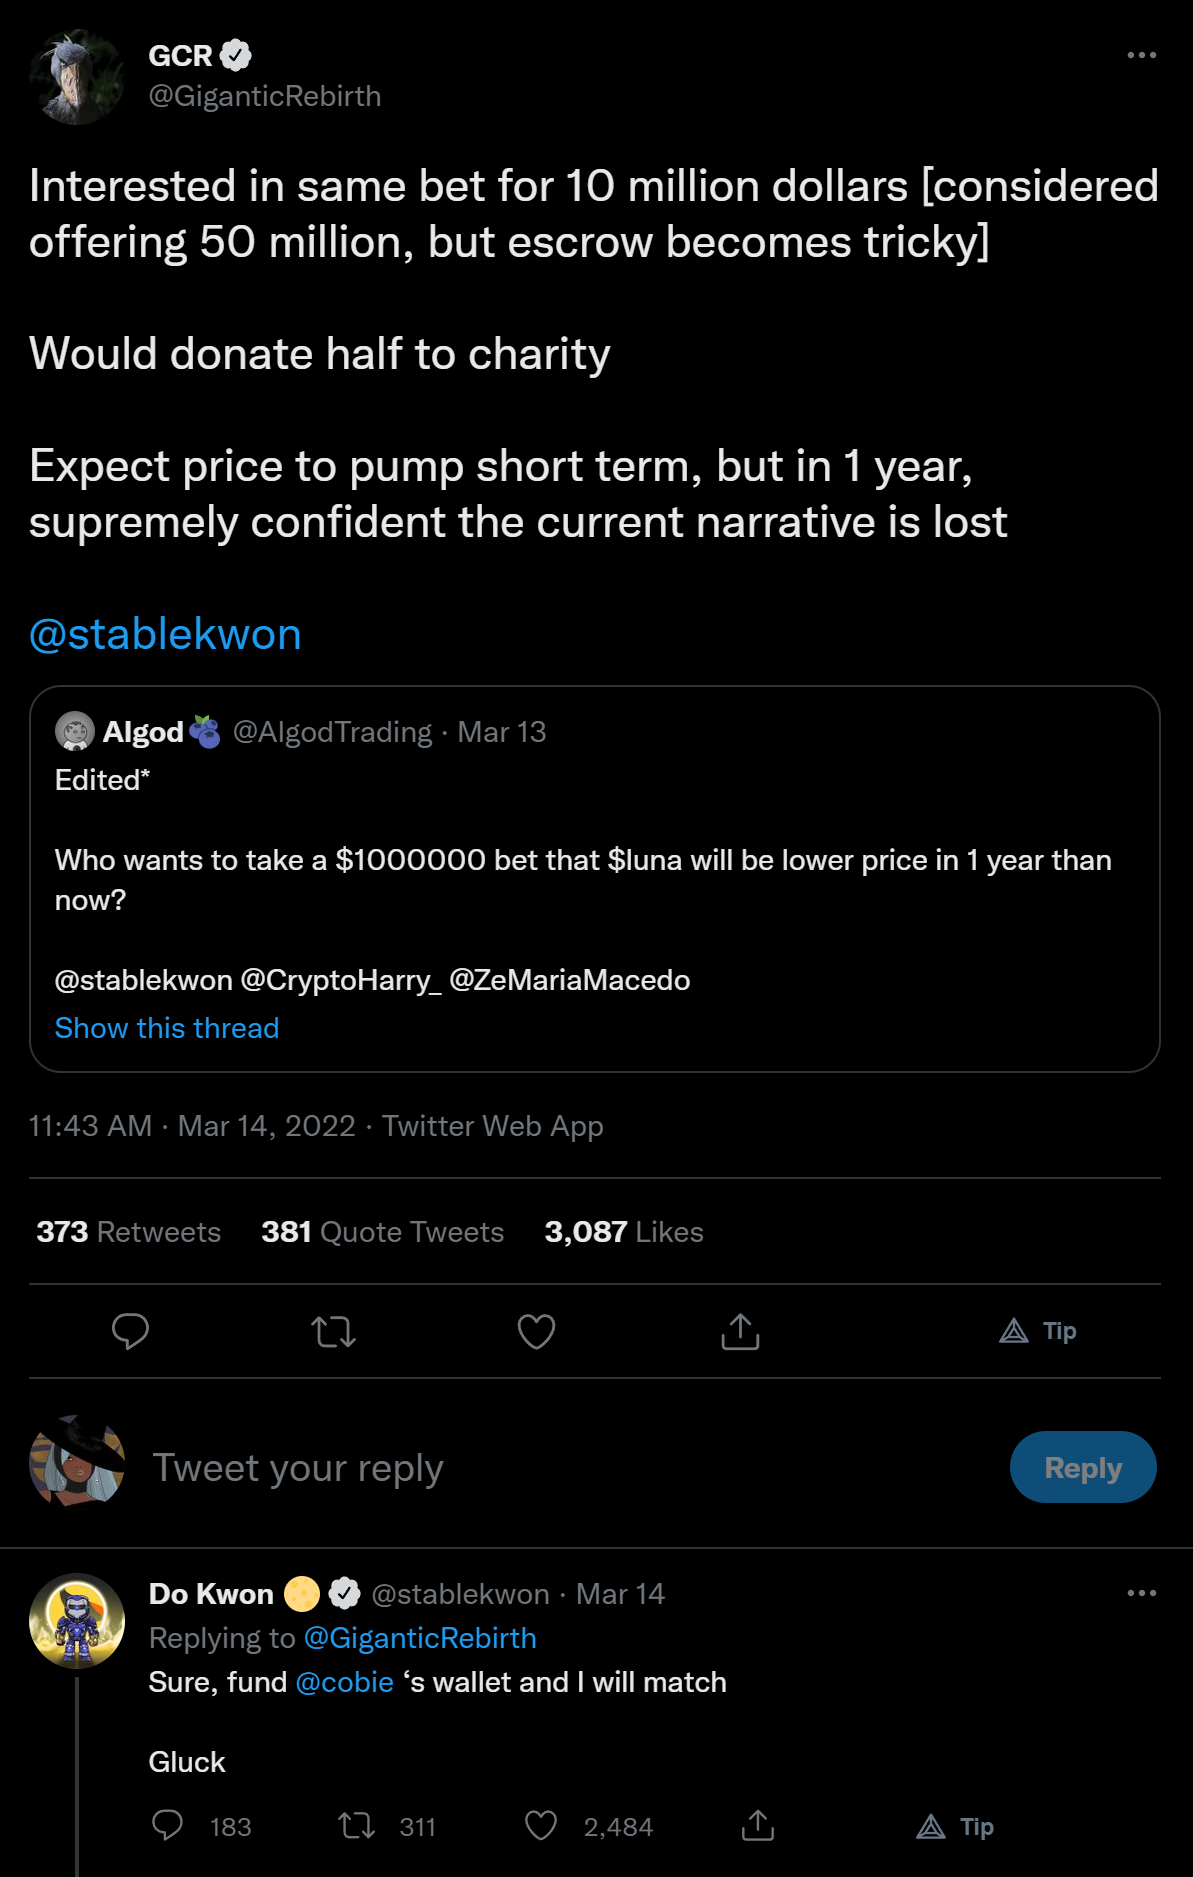 GCR
@GiganticRebirth
Interested in same bet for 10 million dollars [considered
offering 50 million, but escrow becomes tricky]
Would donate half to charity
Expect price to pump short term, but in 1 year,
supremely confident the current narrative is lost
@stablekwon
Algod🫐 @AlgodTrading · Mar 13
Edited*
Who wants to take a $1000000 bet that $luna will be lower price in 1 year than
now?
@stablekwon @CryptoHarry_ @ZeMariaMacedo
Show this thread
11:43 AM · Mar 14, 2022 · Twitter Web App
373 Retweets 381 Quote Tweets 3,087 Likes
Tip
Tweet your reply
Reply
Do Kwon 🌕 @stablekwon · Mar 14
Replying to @GiganticRebirth
Sure, fund @cobie ‘s wallet and I will match
Gluck
183 311 2,484 Tip